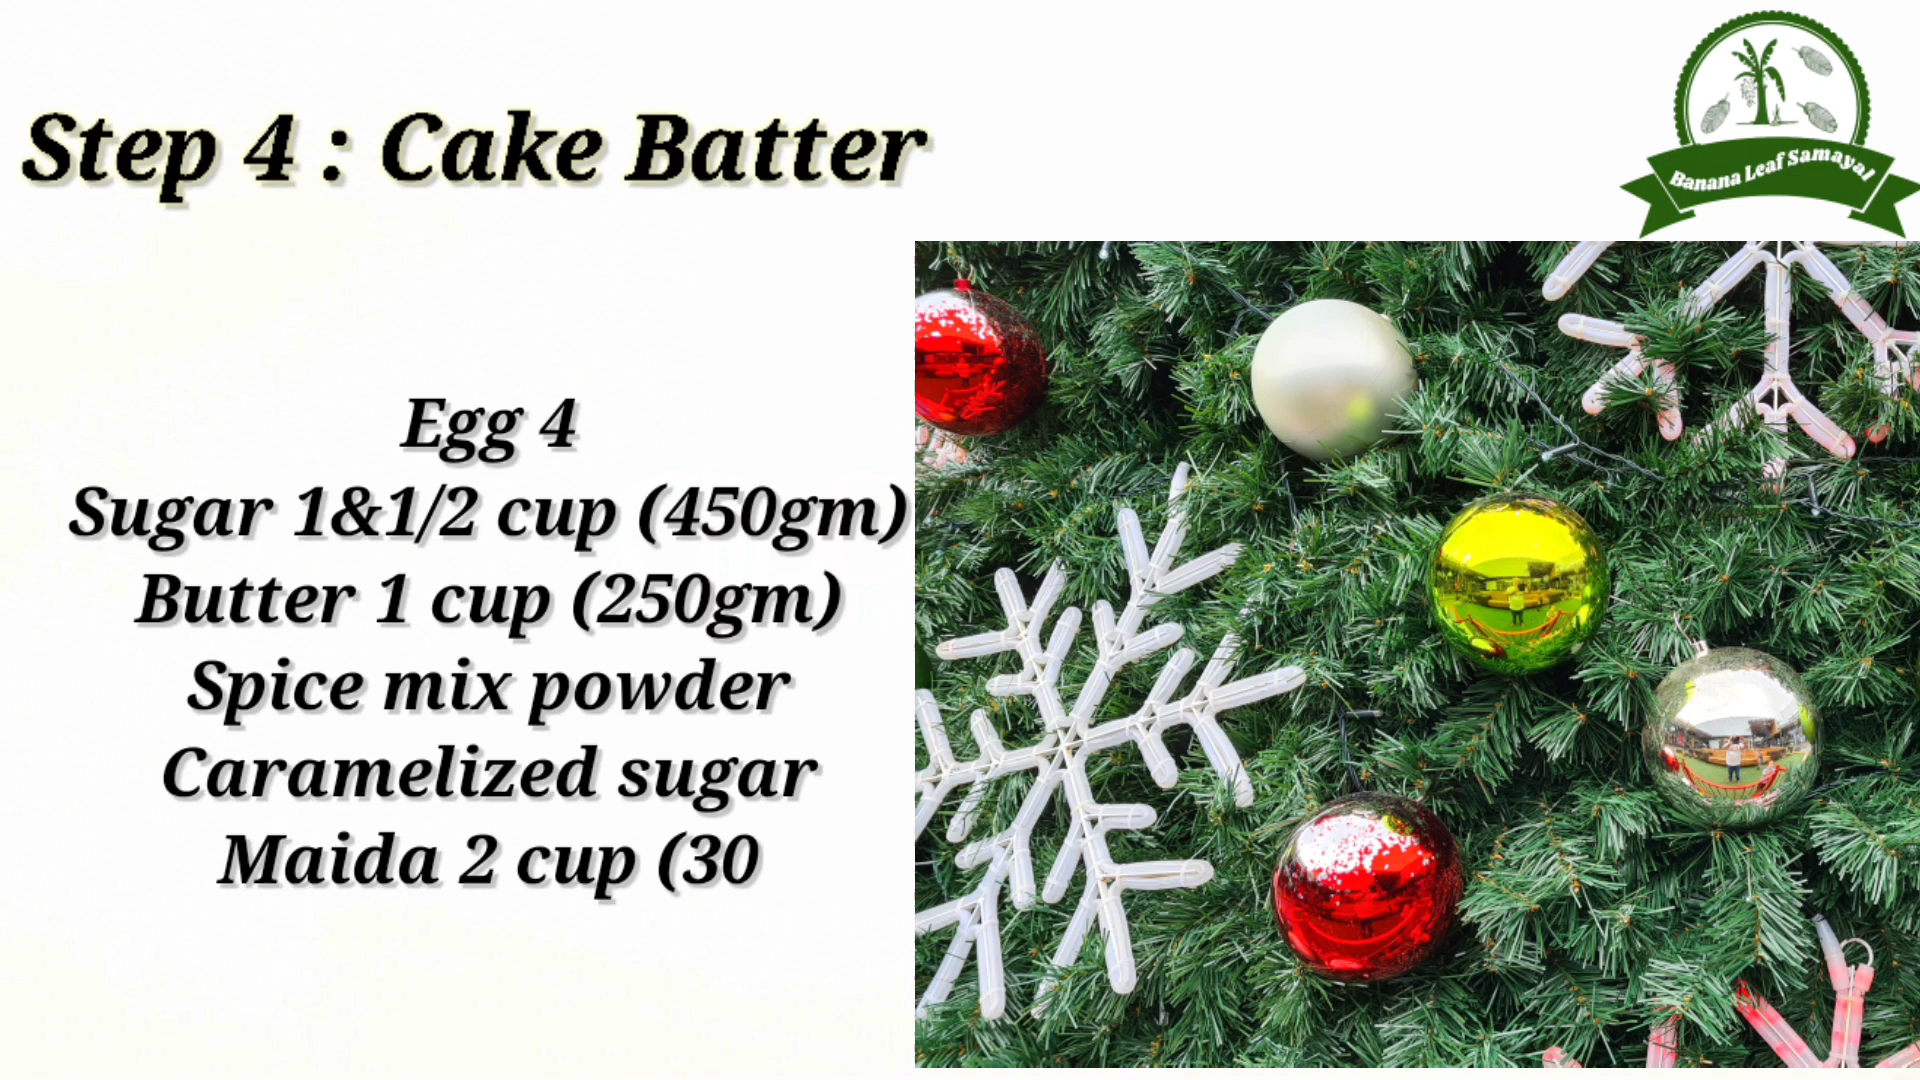 Step 4 : Cake Batter
Banana Leaf Samayal
Egg 4
Sugar 1&1/2 cup (450gm)
Butter 1 cup (250gm)
Spice mix powder
Caramelized sugar
Maida 2 cup (30